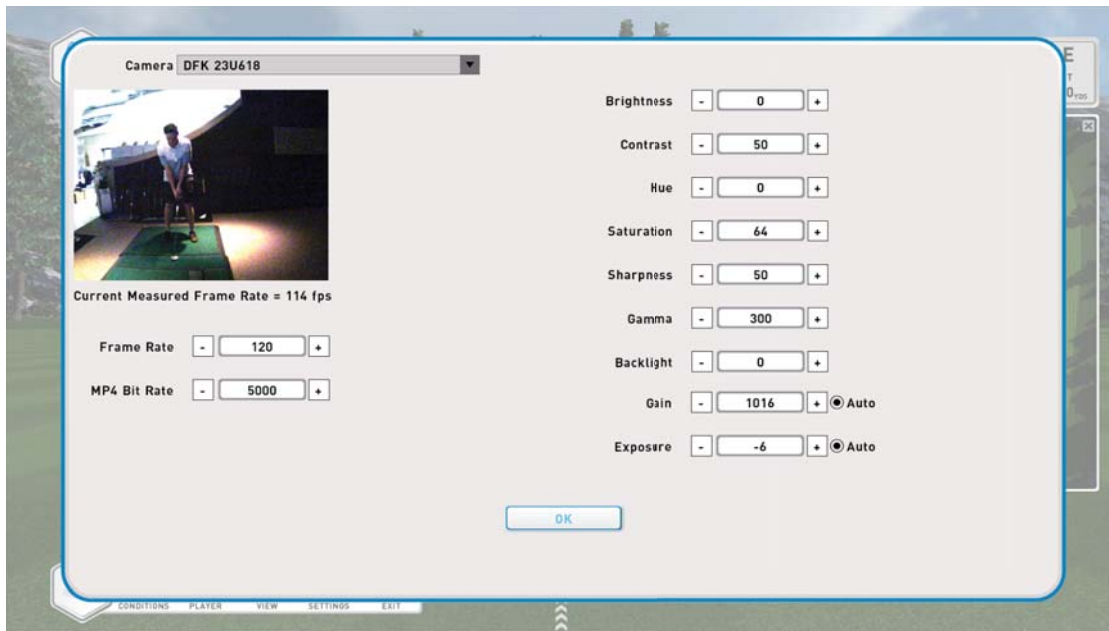 Camera DFK 23U618
Current Measured Frame Rate = 114 fps
Frame Rate - 120 +
MP4 Bit Rate - 5000 +
Brightness - 0 +
Contrast - 50 +
Hue - 0 +
Saturation - 64 +
Sharpness - 50 +
Gamma - 300 +
Backlight - 0 +
Gain - 1016 + Auto
Exposure - -6 + Auto
OK
E
T
0 YDS
CONDITIONS PLAYER VIEW SETTINGS EXIT